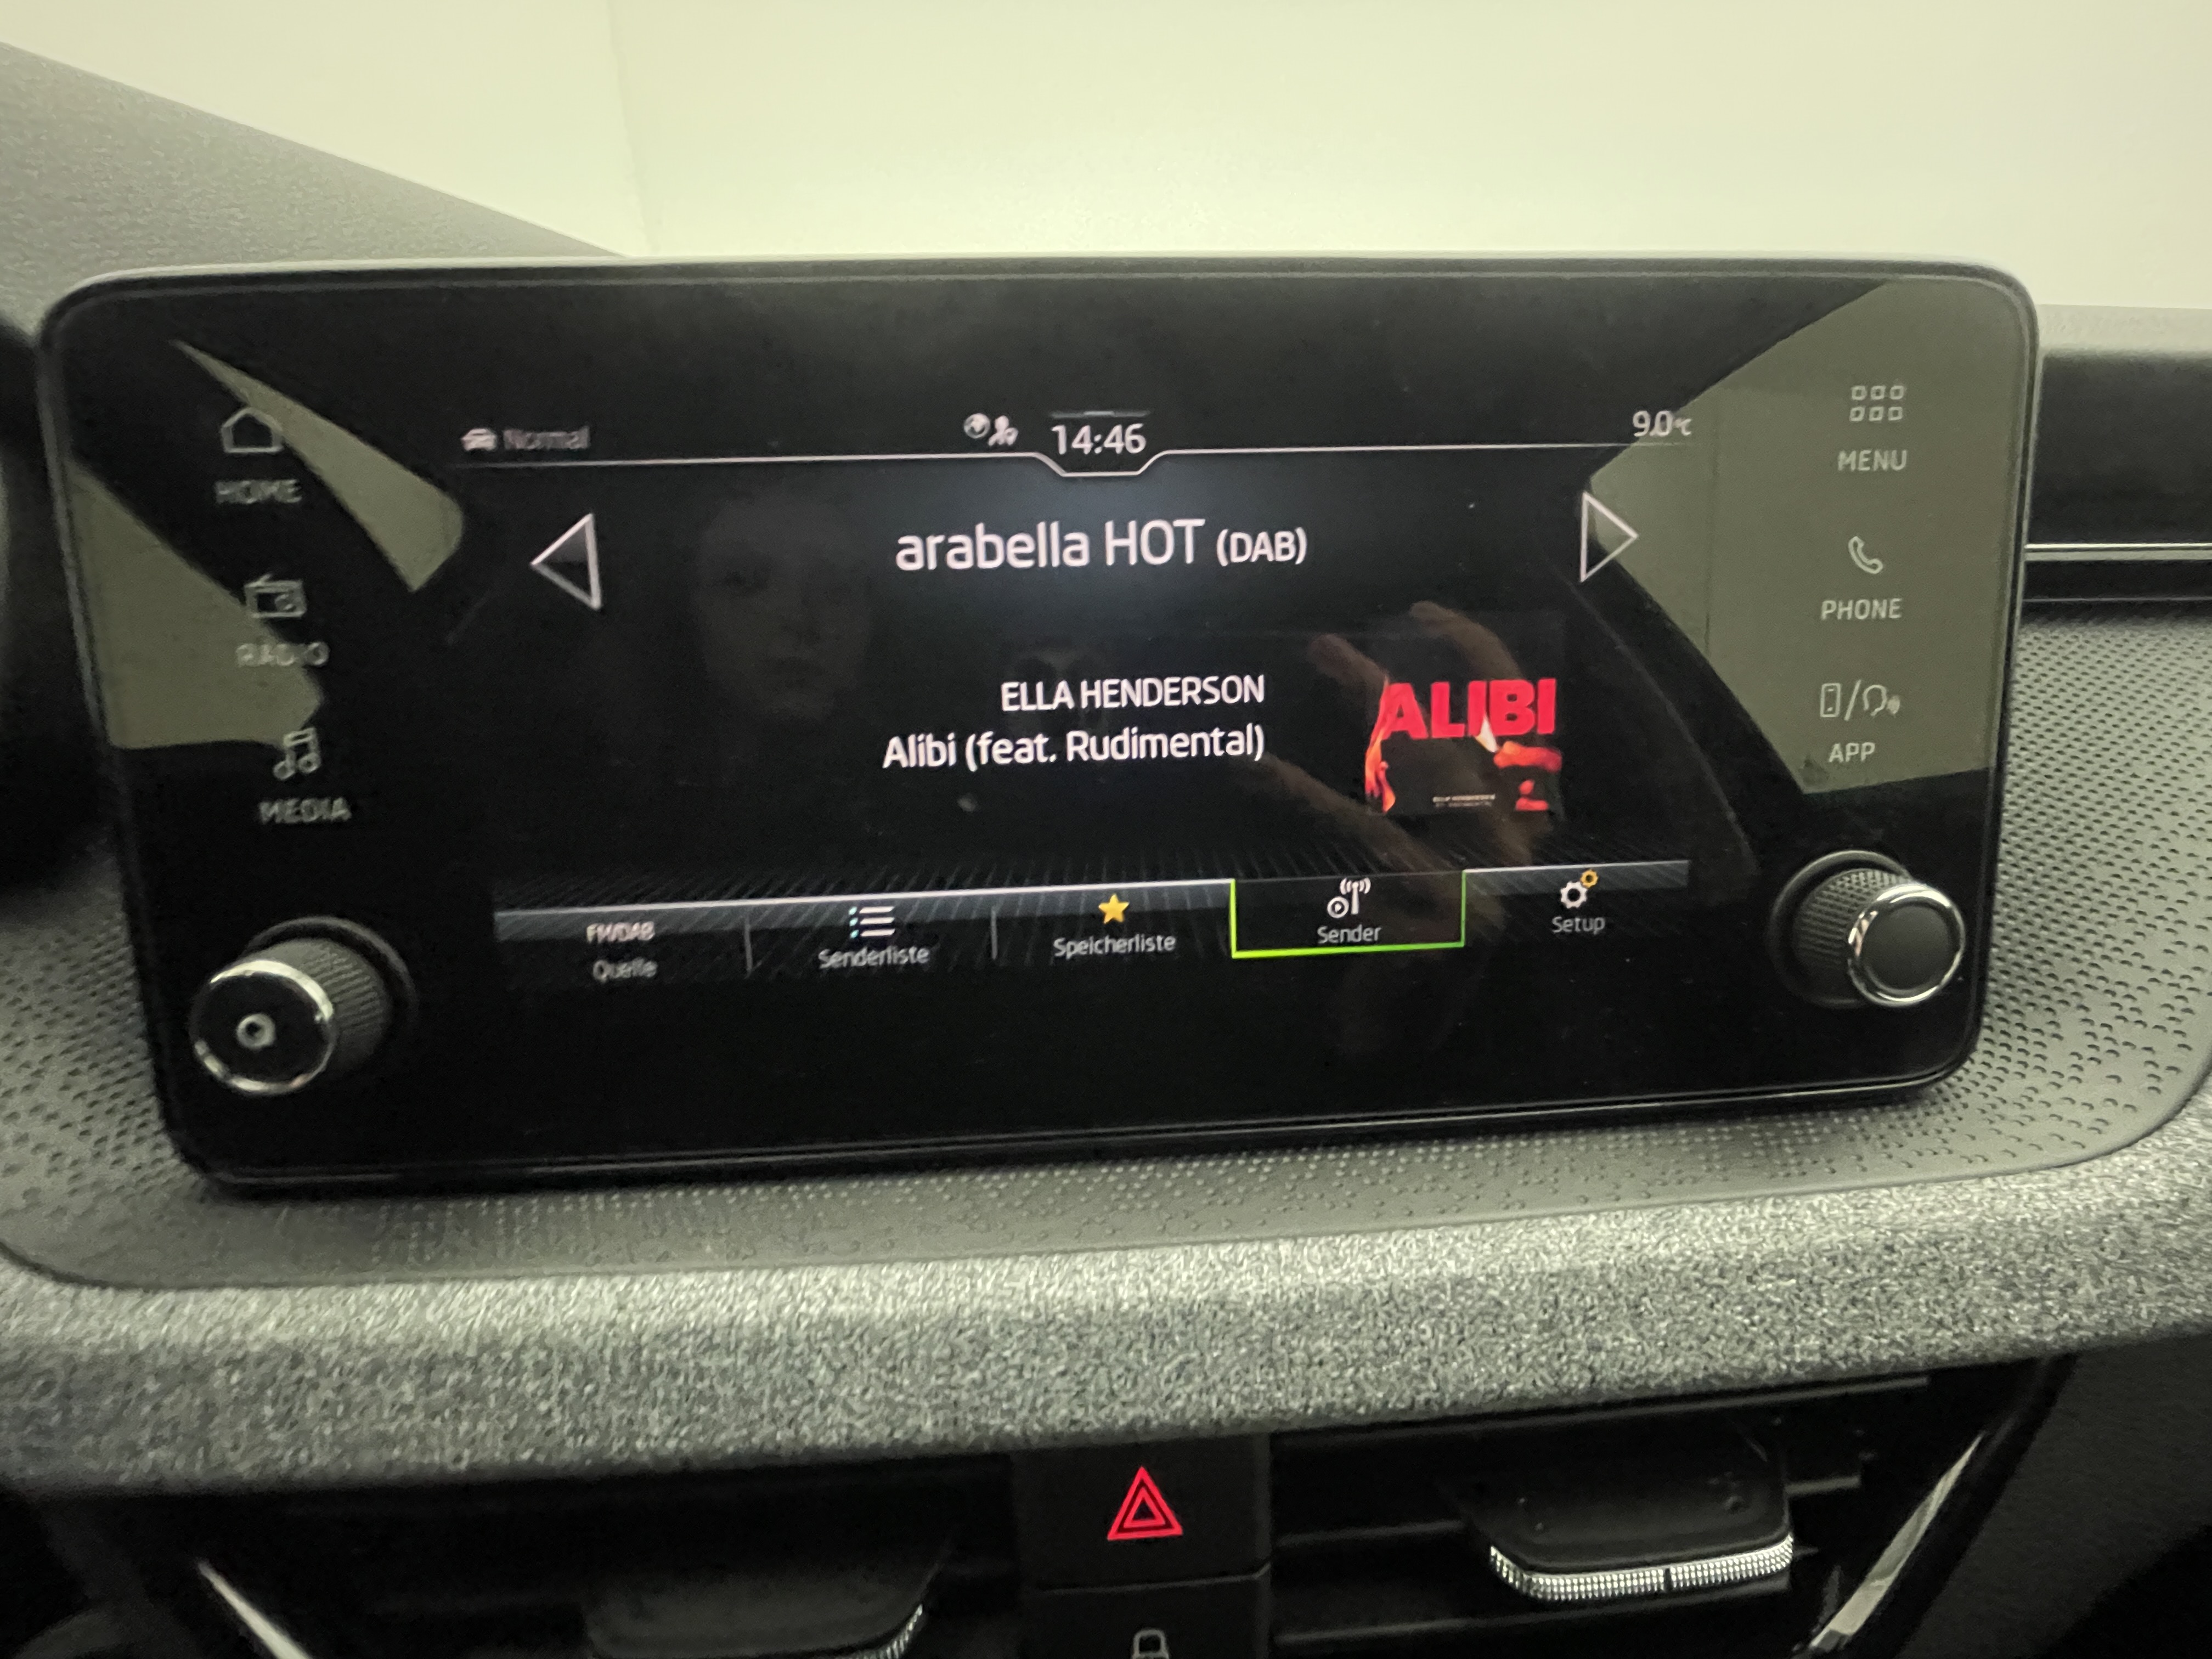 Normal
14:46
9.0°C
HOME
MENU
arabella HOT (DAB)
RADIO
PHONE
ELLA HENDERSON
Alibi (feat. Rudimental)
ALIBI
MEDIA
APP
FM/DAB
Quelle
Senderliste
Speicherliste
Sender
Setup